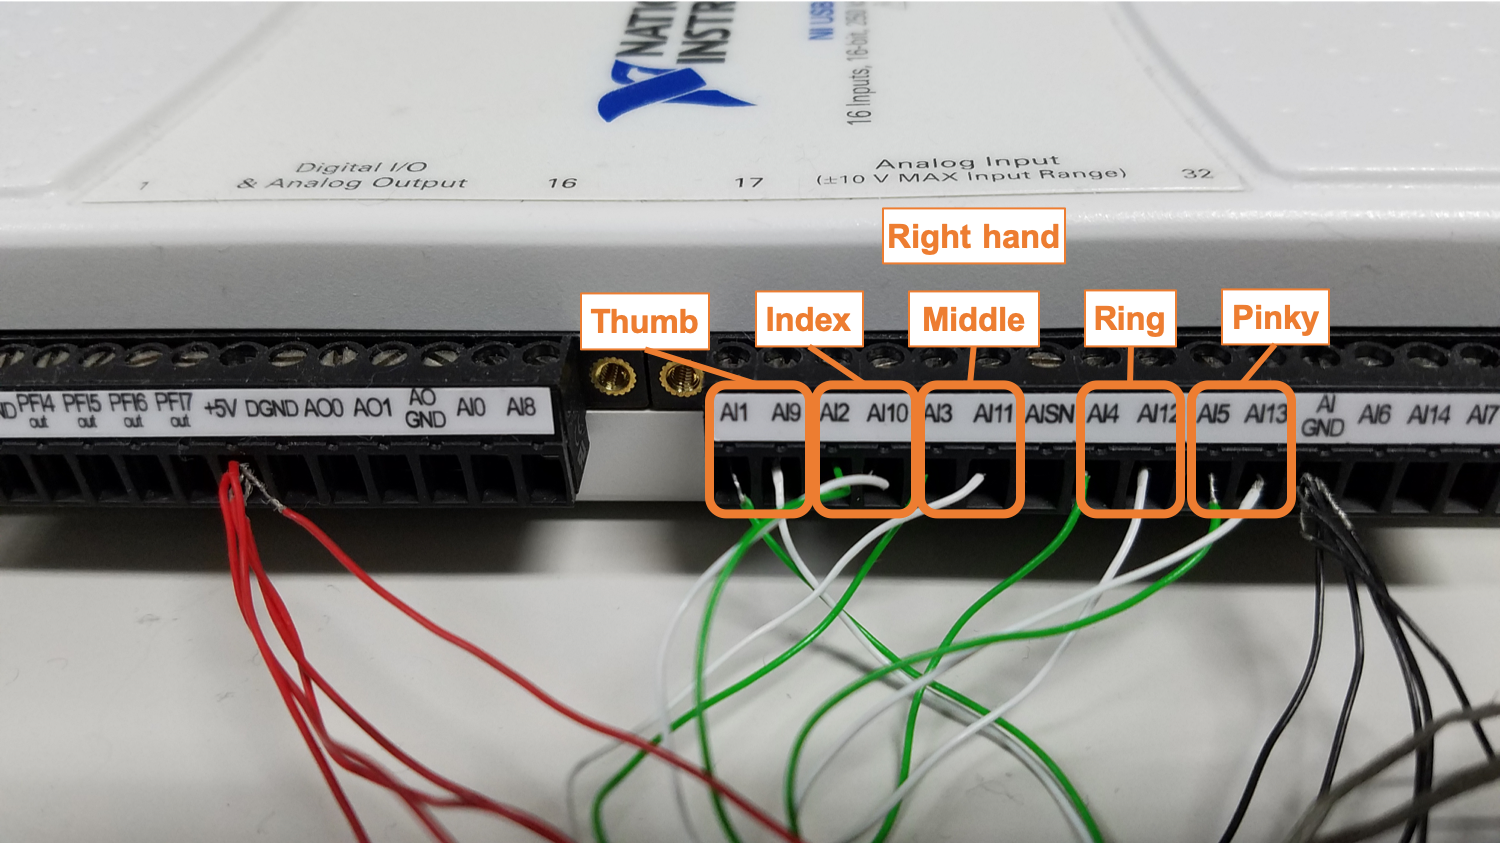 NI USB
16 Inputs, 16-bit, 250
Digital I/O
& Analog Output
1
16
17
Analog Input
(±10 V MAX Input Range)
32
Right hand
Thumb
Index
Middle
Ring
Pinky
PFI4
out
PFI5
out
PFI6
out
PFI7
out
+5V
DGND
AO0
AO1
AO
GND
AI0
AI8
AI1
AI9
AI2
AI10
AI3
AI11
AISN
AI4
AI12
AI5
AI13
AI
GND
AI6
AI14
AI7